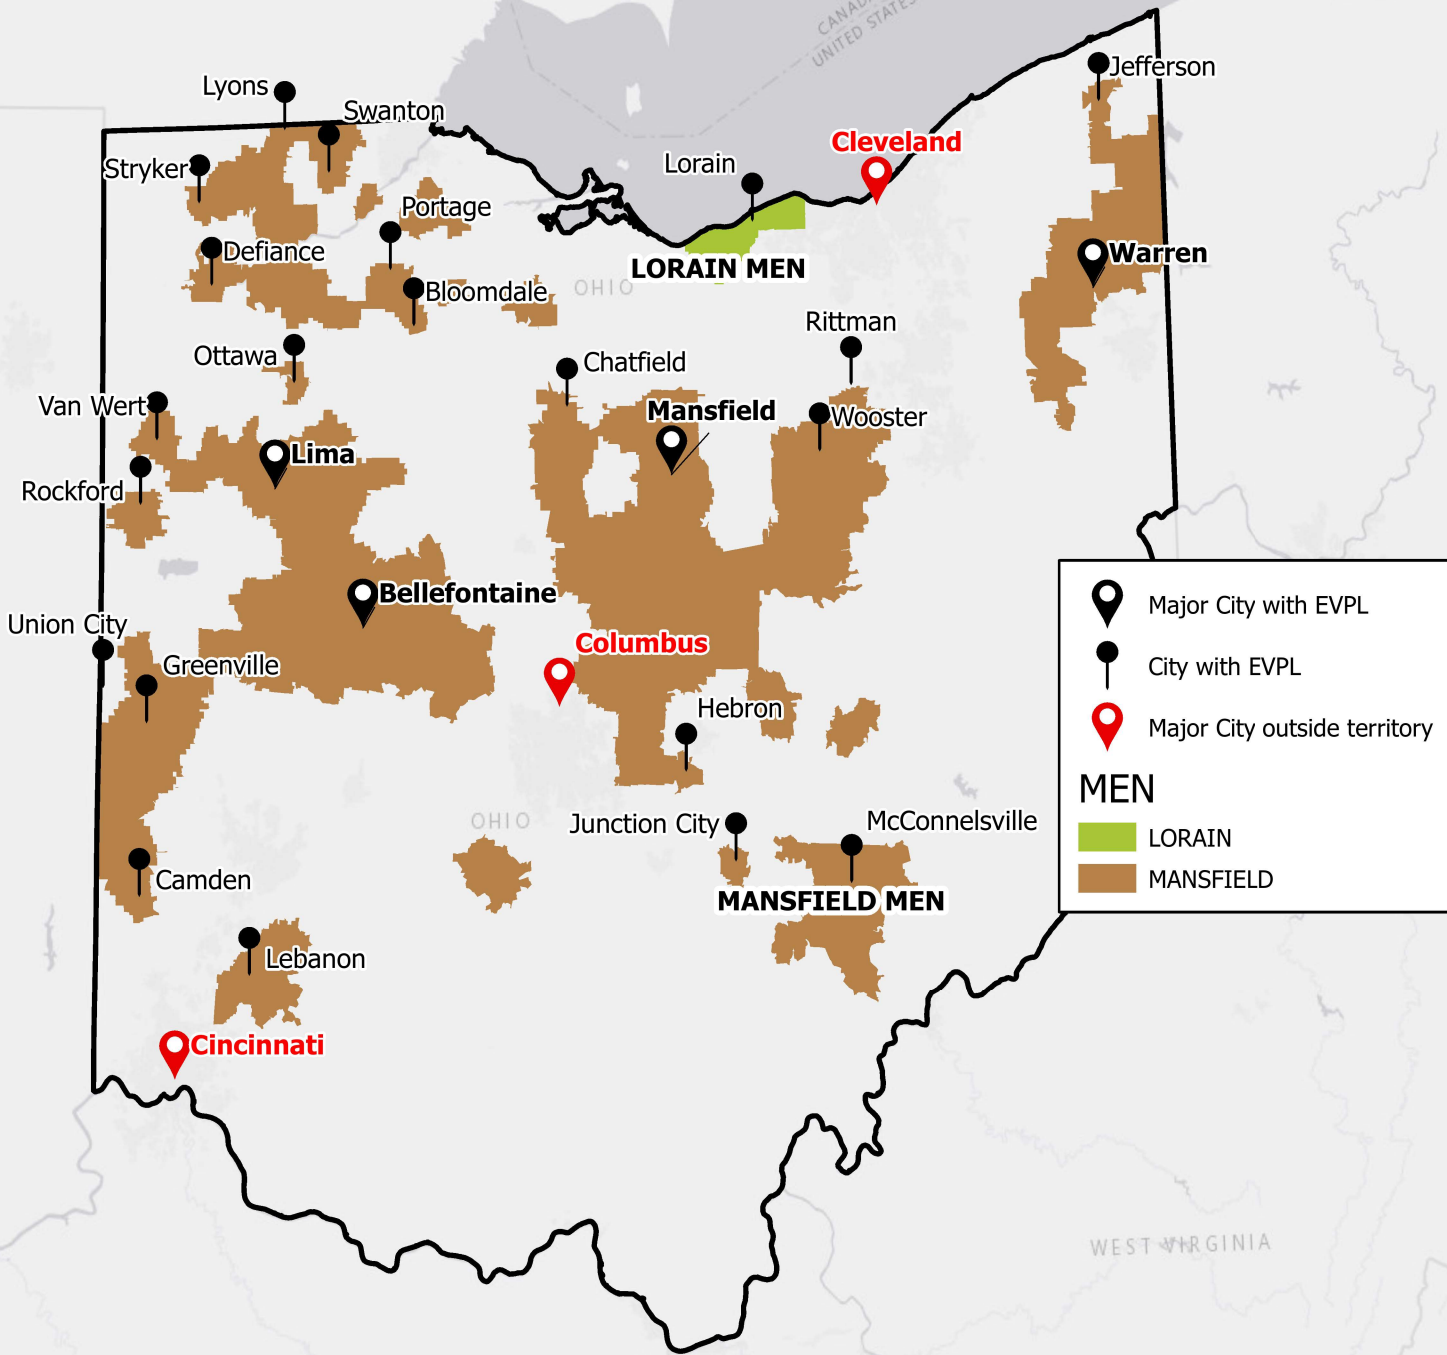 CANADA
UNITED STATES
Jefferson
Lyons
Swanton
Cleveland
Lorain
Stryker
Portage
Defiance
Warren
LORAIN MEN
OHIO
Bloomdale
Rittman
Ottawa
Chatfield
Van Wert
Mansfield
Wooster
Lima
Rockford
Bellefontaine
Union City
Columbus
Greenville
Hebron
OHIO
Junction City
McConnelsville
Camden
MANSFIELD MEN
Lebanon
Cincinnati
WEST VIRGINIA
Major City with EVPL
City with EVPL
Major City outside territory
MEN
LORAIN
MANSFIELD